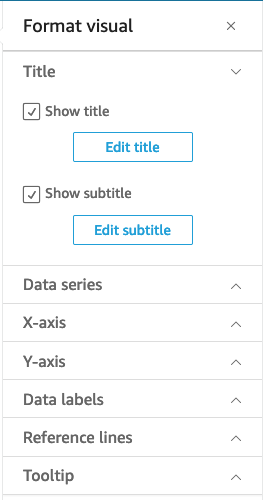 Format visual
Title
Show title
Edit title
Show subtitle
Edit subtitle
Data series
X-axis
Y-axis
Data labels
Reference lines
Tooltip